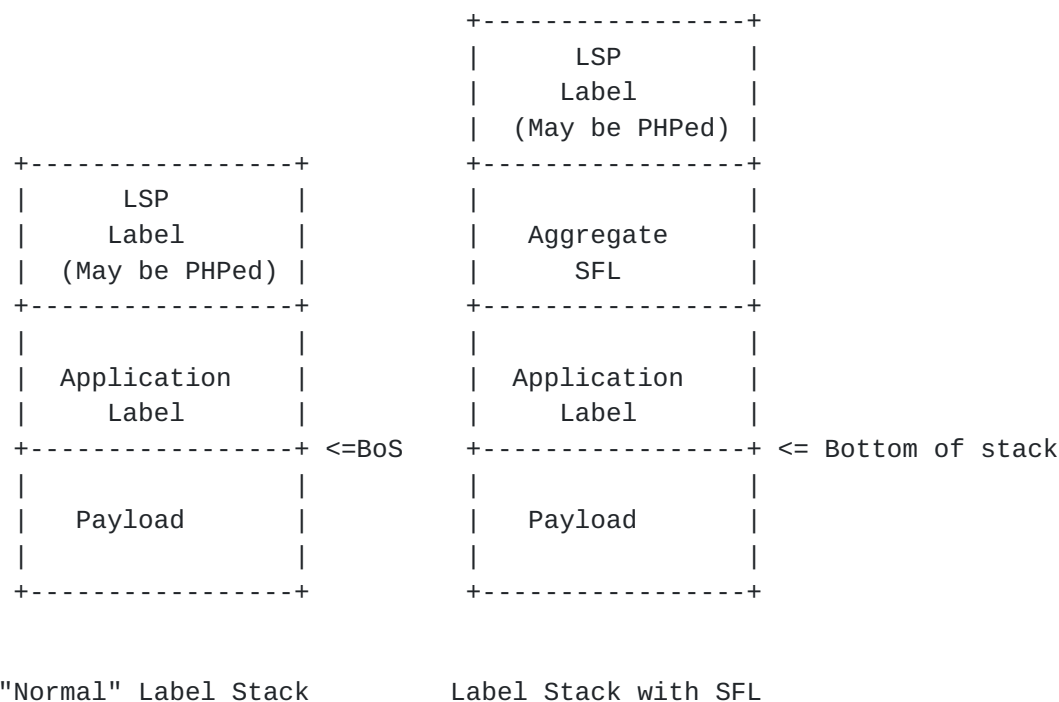 +-----------------+
                              |       LSP       |
                              |      Label      |
                              |  (May be PHPed) |
 +-----------------+          +-----------------+
 |      LSP        |          |                 |
 |     Label       |          |   Aggregate     |
 |  (May be PHPed) |          |      SFL        |
 +-----------------+          +-----------------+
 |                 |          |                 |
 |  Application    |          |  Application    |
 |     Label       |          |     Label       |
 +-----------------+ <=BoS    +-----------------+ <= Bottom of stack
 |                 |          |                 |
 |   Payload       |          |   Payload       |
 |                 |          |                 |
 +-----------------+          +-----------------+
"Normal" Label Stack         Label Stack with SFL